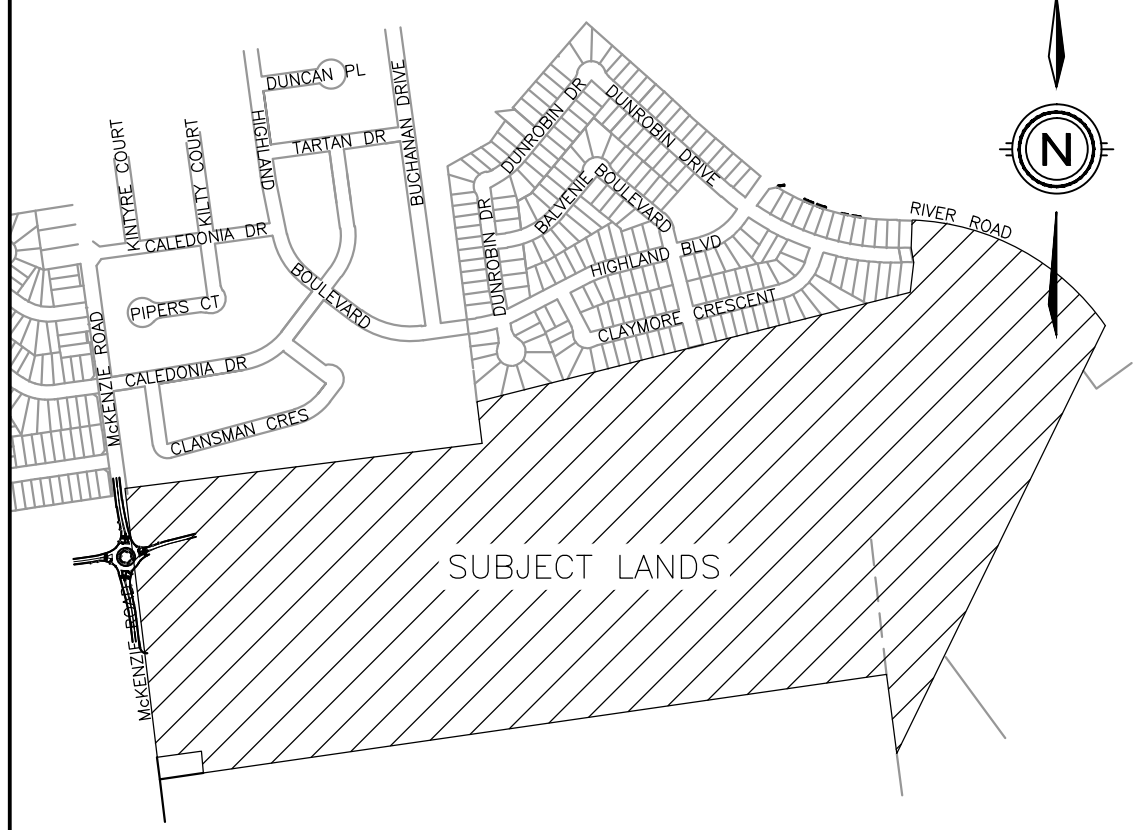 DUNCAN PL
HIGHLAND
TARTAN DR
BUCHANAN DRIVE
DUNROBIN DR
DUNROBIN DRIVE
KINTYRE COURT
KILTY COURT
CALEDONIA DR
BALVENIE BOULEVARD
DUNROBIN DR
HIGHLAND BLVD
RIVER ROAD
N
BOULEVARD
PIPERS CT
CLAYMORE CRESCENT
McKENZIE ROAD
CALEDONIA DR
CLANSMAN CRES
SUBJECT LANDS
McKENZIE ROAD